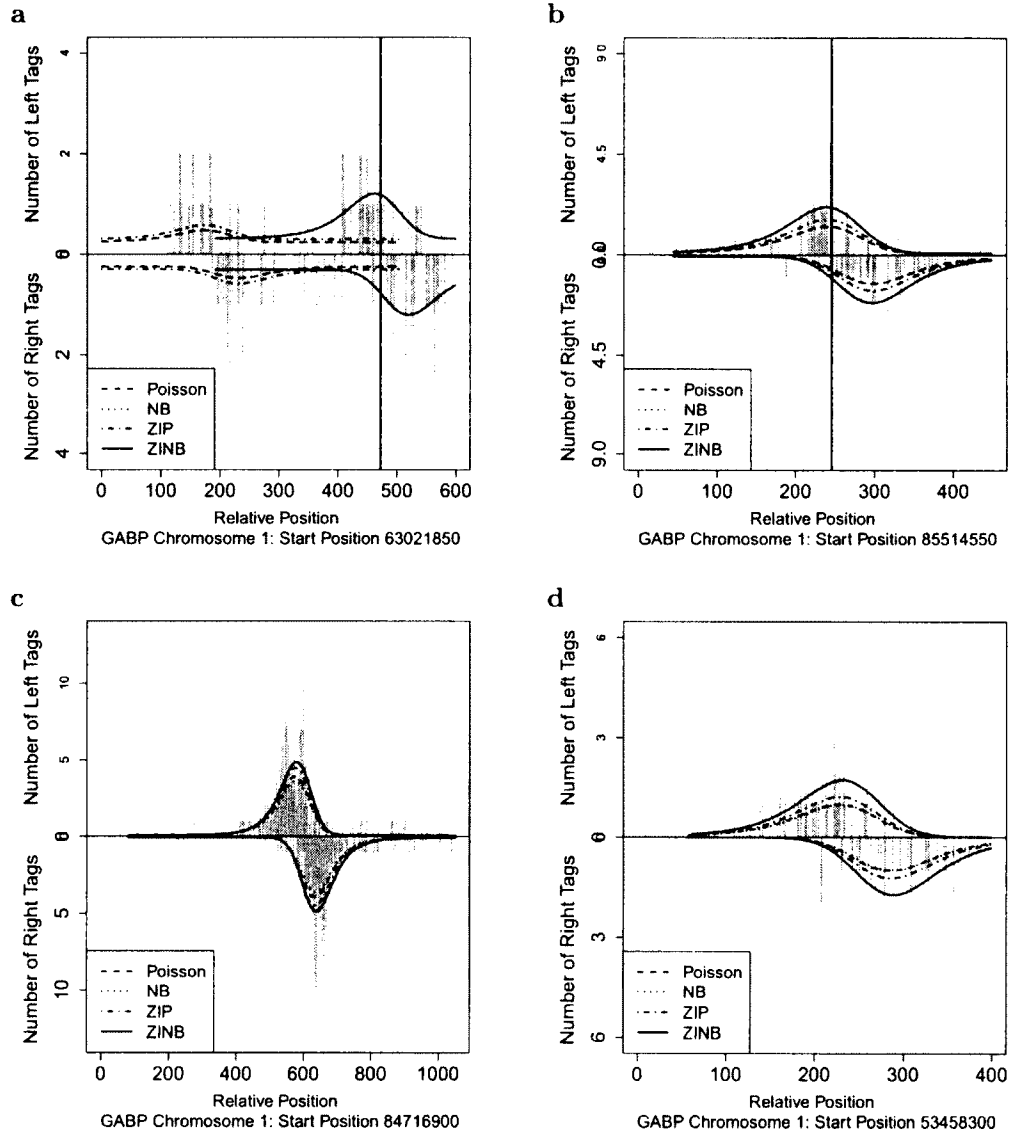 a
Number of Left Tags
Number of Right Tags
4
2
0
2
4
Poisson
NB
ZIP
ZINB
0 100 200 300 400 500 600
Relative Position
GABP Chromosome 1: Start Position 63021850
b
Number of Left Tags
Number of Right Tags
9 0
4.5
0.0
4.5
9.0
Poisson
NB
ZIP
ZINB
0 100 200 300 400
Relative Position
GABP Chromosome 1: Start Position 85514550
c
Number of Left Tags
Number of Right Tags
10
5
0
5
10
Poisson
NB
ZIP
ZINB
0 200 400 600 800 1000
Relative Position
GABP Chromosome 1: Start Position 84716900
d
Number of Left Tags
Number of Right Tags
6
3
0
3
6
Poisson
NB
ZIP
ZINB
0 100 200 300 400
Relative Position
GABP Chromosome 1: Start Position 53458300